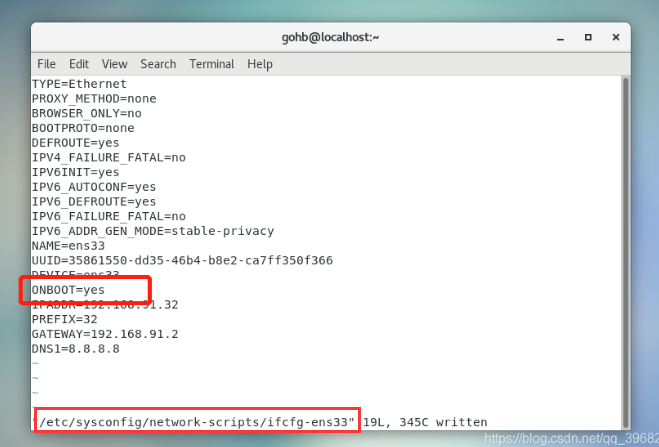 gohb@localhost:~
File Edit View Search Terminal Help
TYPE=Ethernet
PROXY_METHOD=none
BROWSER_ONLY=no
BOOTPROTO=none
DEFROUTE=yes
IPV4_FAILURE_FATAL=no
IPV6INIT=yes
IPV6_AUTOCONF=yes
IPV6_DEFROUTE=yes
IPV6_FAILURE_FATAL=no
IPV6_ADDR_GEN_MODE=stable-privacy
NAME=ens33
UUID=35861550-dd35-46b4-b8e2-ca7ff350f366
DEVICE=ens33
ONBOOT=yes
IPADDR=192.168.91.32
PREFIX=32
GATEWAY=192.168.91.2
DNS1=8.8.8.8
~
~
~
~
"/etc/sysconfig/network-scripts/ifcfg-ens33" 19L, 345C written
https://blog.csdn.net/qq_39682